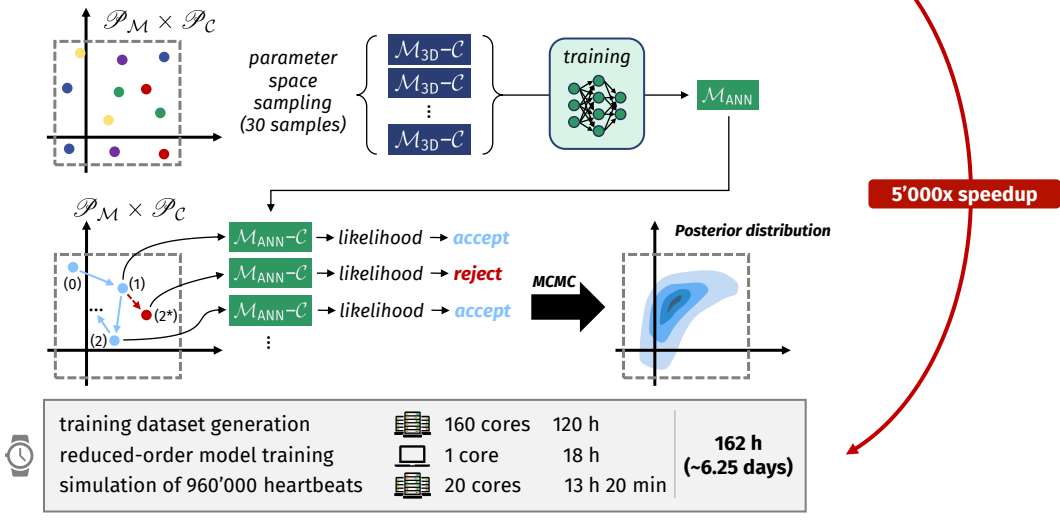 𝒫_ℳ × 𝒫_𝒞
parameter
space
sampling
(30 samples)
ℳ_3D–𝒞
ℳ_3D–𝒞
⋮
ℳ_3D–𝒞
training
ℳ_ANN
5'000x speedup
𝒫_ℳ × 𝒫_𝒞
(0)
(1)
(2*)
(2)
...
ℳ_ANN–𝒞 likelihood accept
ℳ_ANN–𝒞 likelihood reject
ℳ_ANN–𝒞 likelihood accept
⋮
MCMC
Posterior distribution
training dataset generation 160 cores 120 h
reduced-order model training 1 core 18 h
simulation of 960'000 heartbeats 20 cores 13 h 20 min
162 h
(~6.25 days)